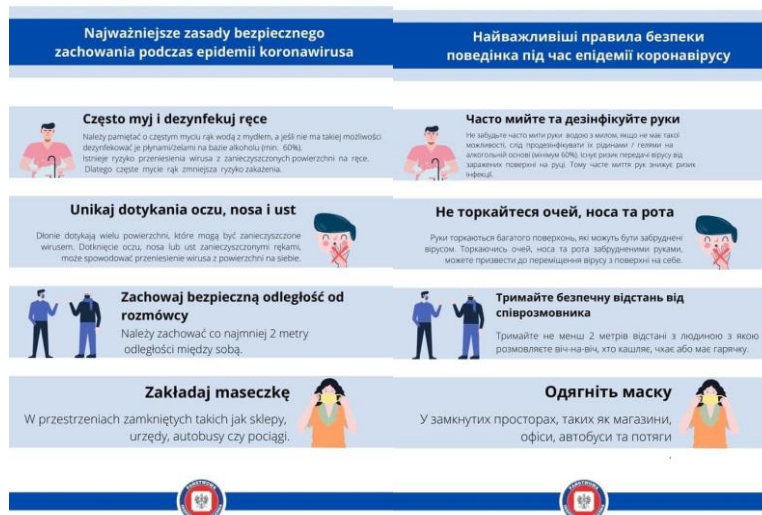 Najważniejsze zasady bezpiecznego
zachowania podczas epidemii koronawirusa
Często myj i dezynfekuj ręce
Należy pamiętać o częstym myciu rąk wodą z mydłem, a jeśli nie ma takiej możliwości
dezynfekować je płynami/żelami na bazie alkoholu (min. 60%).
Istnieje ryzyko przeniesienia wirusa z zanieczyszczonych powierzchni na ręce.
Dlatego częste mycie rąk zmniejsza ryzyko zakażenia.
Unikaj dotykania oczu, nosa i ust
Dłonie dotykają wielu powierzchni, które mogą być zanieczyszczone
wirusem. Dotknięcie oczu, nosa lub ust zanieczyszczonymi rękami,
może spowodować przeniesienie wirusa z powierzchni na siebie.
Zachowaj bezpieczną odległość od
rozmówcy
Należy zachować co najmniej 2 metry
odległości między sobą.
Zakładaj maseczkę
W przestrzeniach zamkniętych takich jak sklepy,
urzędy, autobusy czy pociągi.
PAŃSTWOWA
Найважливіші правила безпеки
поведінка під час епідемії коронавірусу
Часто мийте та дезінфікуйте руки
Не забудьте часто мити руки водою з милом, якщо не має такої
можливості, слід продезінфікувати їх рідинами / гелями на
алкогольній основі (мінімум 60%). Існує ризик передачі вірусу від
заражених поверхні на руці. Тому часте миття рук знижує ризик
інфекції.
Не торкайтеся очей, носа та рота
Руки торкаються багатого поверхонь, які можуть бути забруднені
вірусом. Торкаючись очей, носа та рота забрудненими руками,
можете призвести до переміщення вірусу з поверхні на себе.
Тримайте безпечну відстань від
співрозмовника
Тримайте не менш 2 метрів відстані з людиною з якою
розмовляєте віч-на-віч, хто кашляє, чхає або має гарячку.
Одягніть маску
У замкнутих просторах, таких як магазини,
офіси, автобуси та потяги
.
PAŃSTWOWA